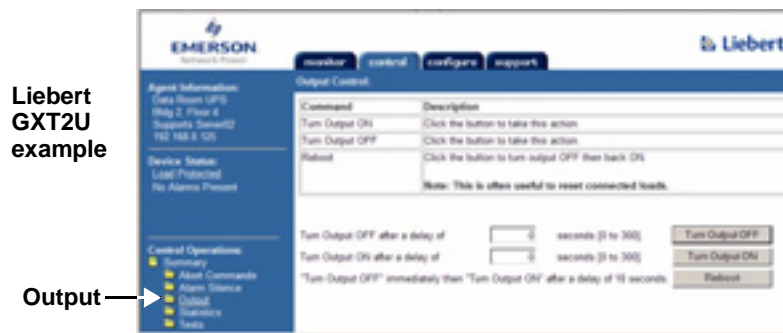 Liebert
GXT2U
example
Output
EMERSON
Network Power
Liebert
monitor control configure support
Agent Information:
Data Room UPS
Bldg 2, Floor 4
Supports Server02
192.168.0.125
Device Status:
Load Protected
No Alarms Present
Control Operations:
Summary
Abort Commands
Alarm Silence
Output
Statistics
Tests
Output Control:
Command Description
Turn Output ON Click the button to take this action.
Turn Output OFF Click the button to take this action.
Reboot Click the button to turn output OFF then back ON.
Note: This is often useful to reset connected loads.
Turn Output OFF after a delay of 0 seconds [0 to 300] Turn Output OFF
Turn Output ON after a delay of 0 seconds [0 to 300] Turn Output ON
"Turn Output OFF" immediately then "Turn Output ON" after a delay of 10 seconds. Reboot